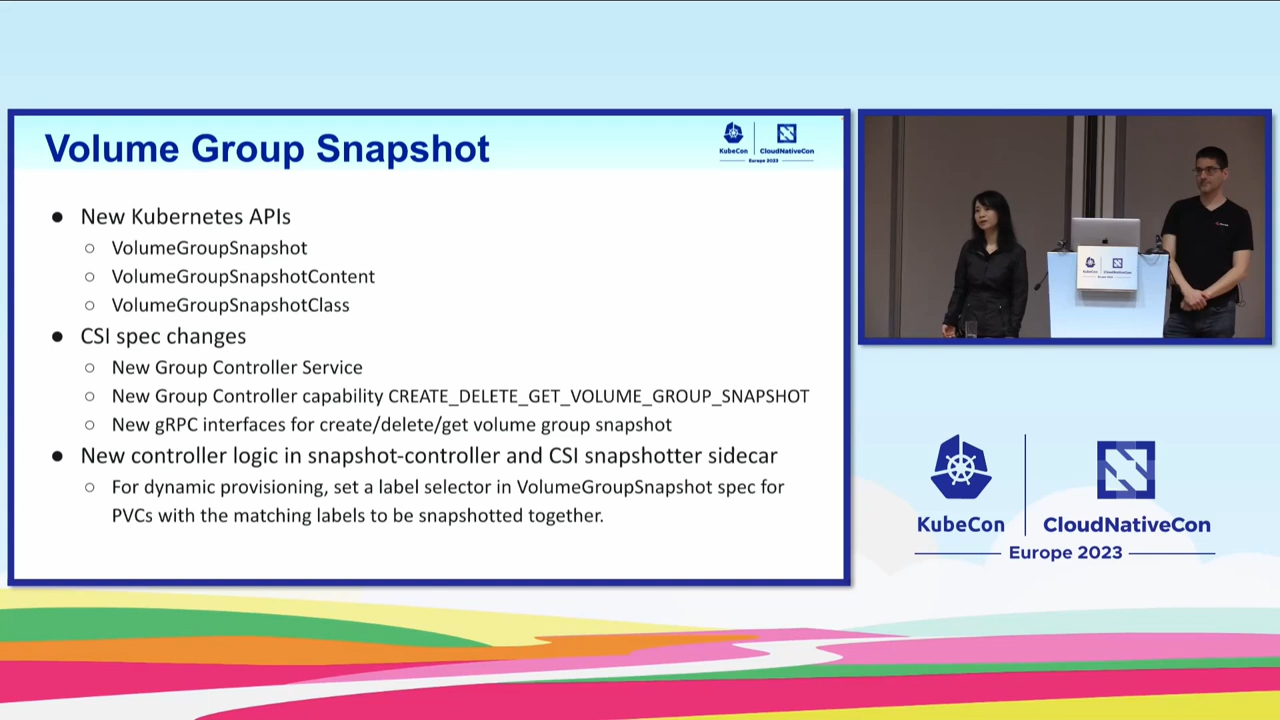 Volume Group Snapshot
KubeCon
CloudNativeCon
Europe 2023
● New Kubernetes APIs
○ VolumeGroupSnapshot
○ VolumeGroupSnapshotContent
○ VolumeGroupSnapshotClass
● CSI spec changes
○ New Group Controller Service
○ New Group Controller capability CREATE_DELETE_GET_VOLUME_GROUP_SNAPSHOT
○ New gRPC interfaces for create/delete/get volume group snapshot
● New controller logic in snapshot-controller and CSI snapshotter sidecar
○ For dynamic provisioning, set a label selector in VolumeGroupSnapshot spec for
PVCs with the matching labels to be snapshotted together.
KubeCon
CloudNativeCon
KubeCon
CloudNativeCon
Europe 2023